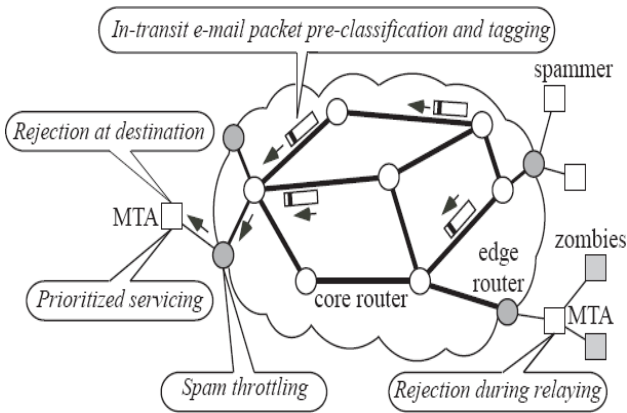 In-transit e-mail packet pre-classification and tagging
spammer
Rejection at destination
MTA
edge
router
zombies
Prioritized servicing
core router
MTA
Spam throttling
Rejection during relaying